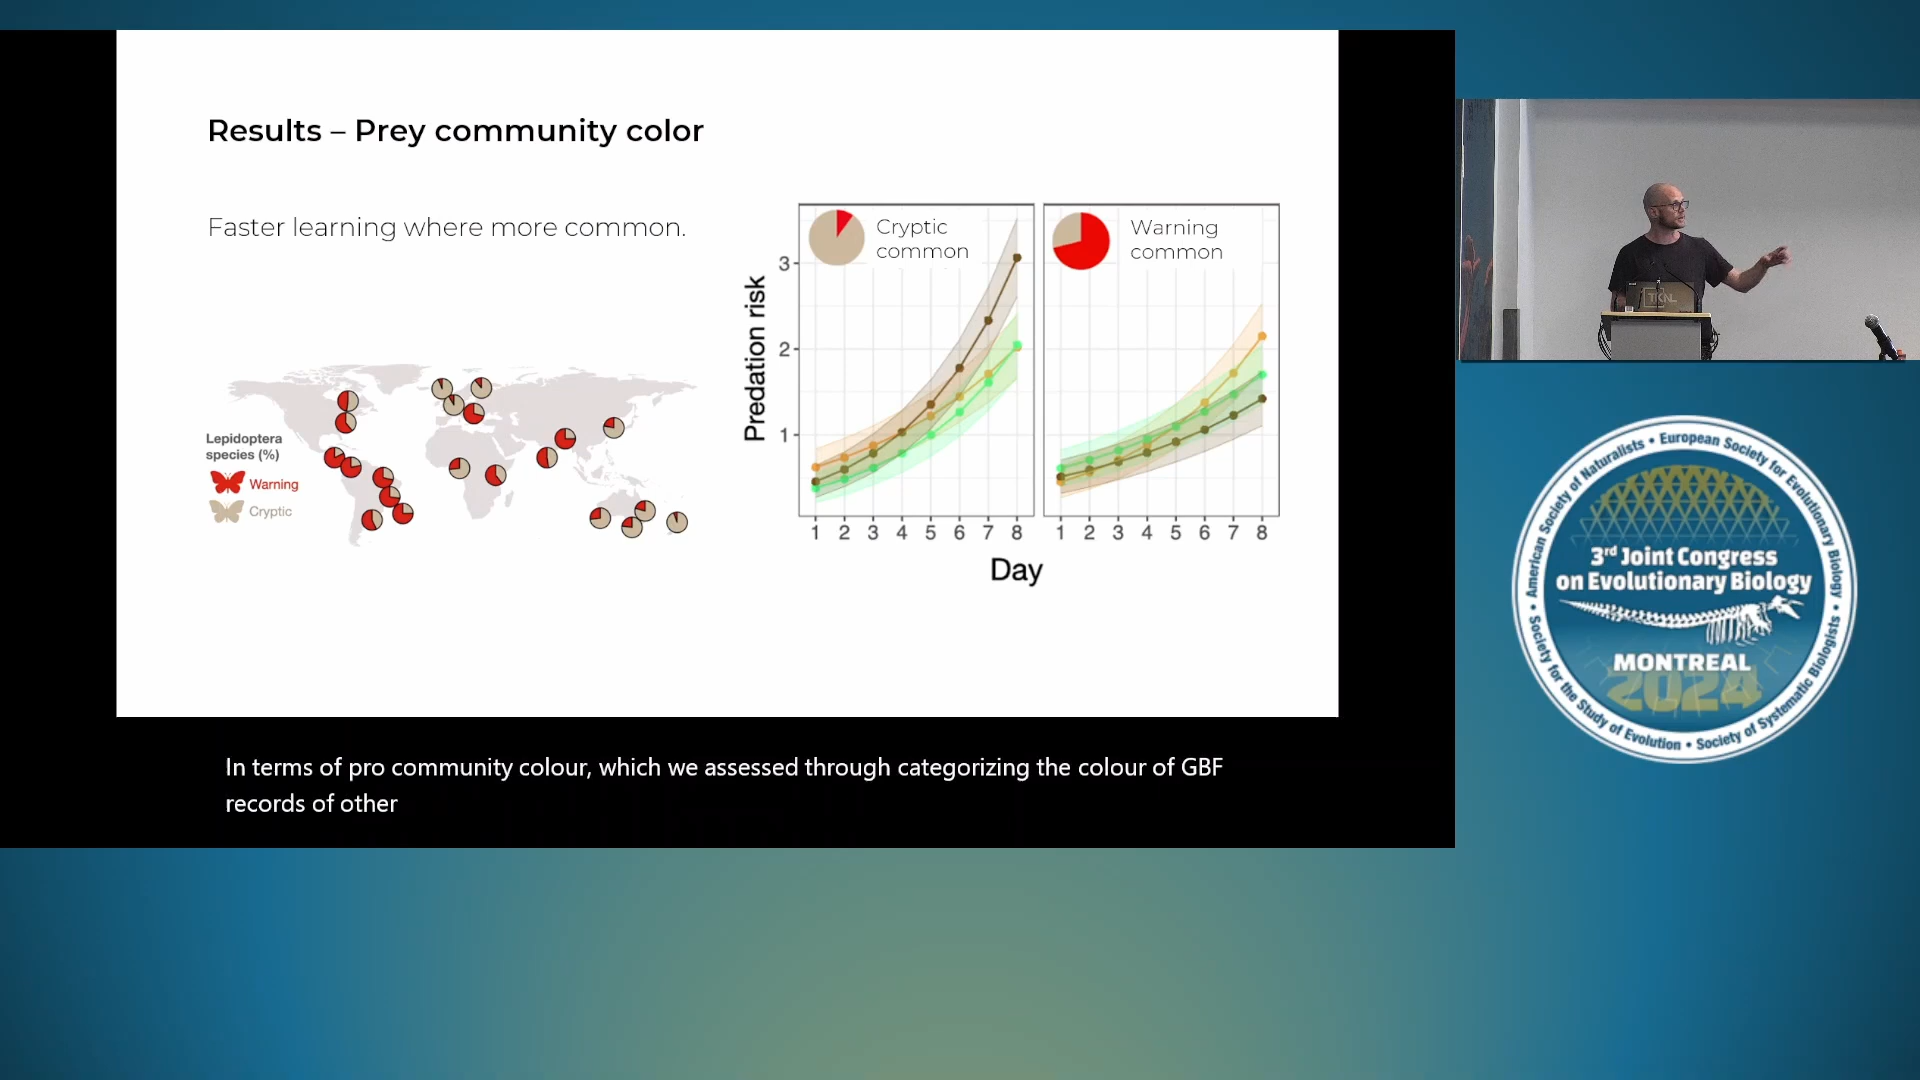 Results – Prey community color
Faster learning where more common.
Lepidoptera
species (%)
Warning
Cryptic
Predation risk
3
2
1
Cryptic
common
Warning
common
1 2 3 4 5 6 7 8
1 2 3 4 5 6 7 8
Day
In terms of pro community colour, which we assessed through categorizing the colour of GBF
records of other
TKNL
American Society of Naturalists • European Society for Evolutionary Biology •
Society for the Study of Evolution • Society of Systematic Biologists •
3rd Joint Congress
on Evolutionary Biology
MONTREAL
2024